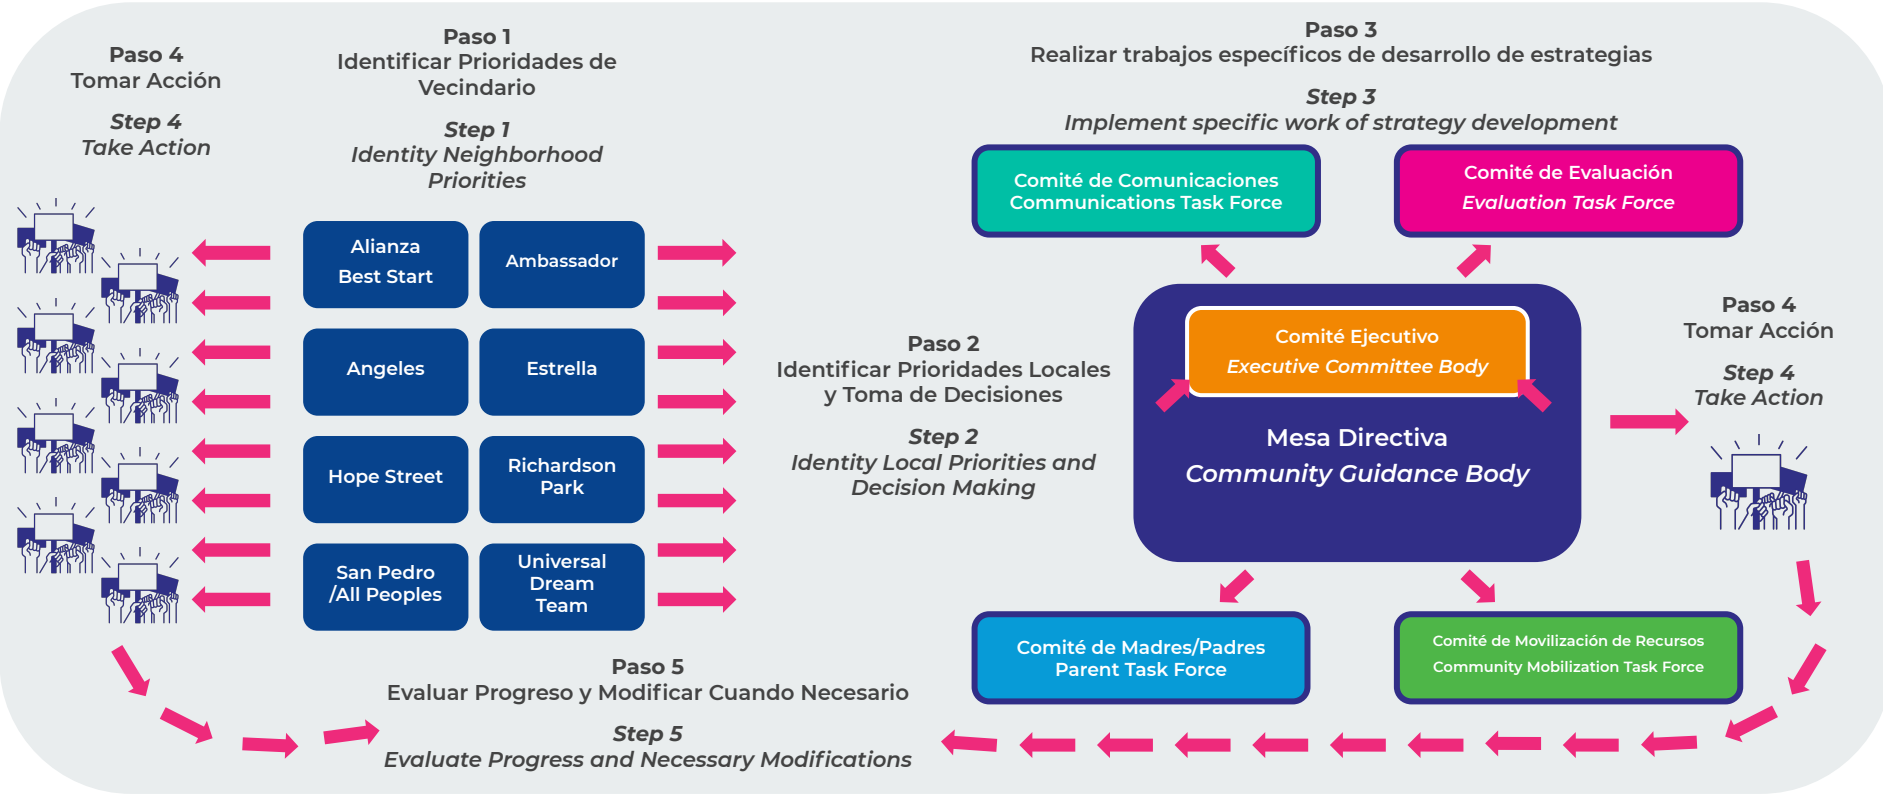 Paso 4
Tomar Acción
Step 4
Take Action
Paso 1
Identificar Prioridades de
Vecindario
Step 1
Identity Neighborhood
Priorities
Alianza
Best Start
Ambassador
Angeles
Estrella
Hope Street
Richardson
Park
San Pedro
/All Peoples
Universal
Dream
Team
Paso 2
Identificar Prioridades Locales
y Toma de Decisiones
Step 2
Identity Local Priorities and
Decision Making
Paso 3
Realizar trabajos específicos de desarrollo de estrategias
Step 3
Implement specific work of strategy development
Comité de Comunicaciones
Communications Task Force
Comité de Evaluación
Evaluation Task Force
Comité Ejecutivo
Executive Committee Body
Mesa Directiva
Community Guidance Body
Comité de Madres/Padres
Parent Task Force
Comité de Movilización de Recursos
Community Mobilization Task Force
Paso 4
Tomar Acción
Step 4
Take Action
Paso 5
Evaluar Progreso y Modificar Cuando Necesario
Step 5
Evaluate Progress and Necessary Modifications